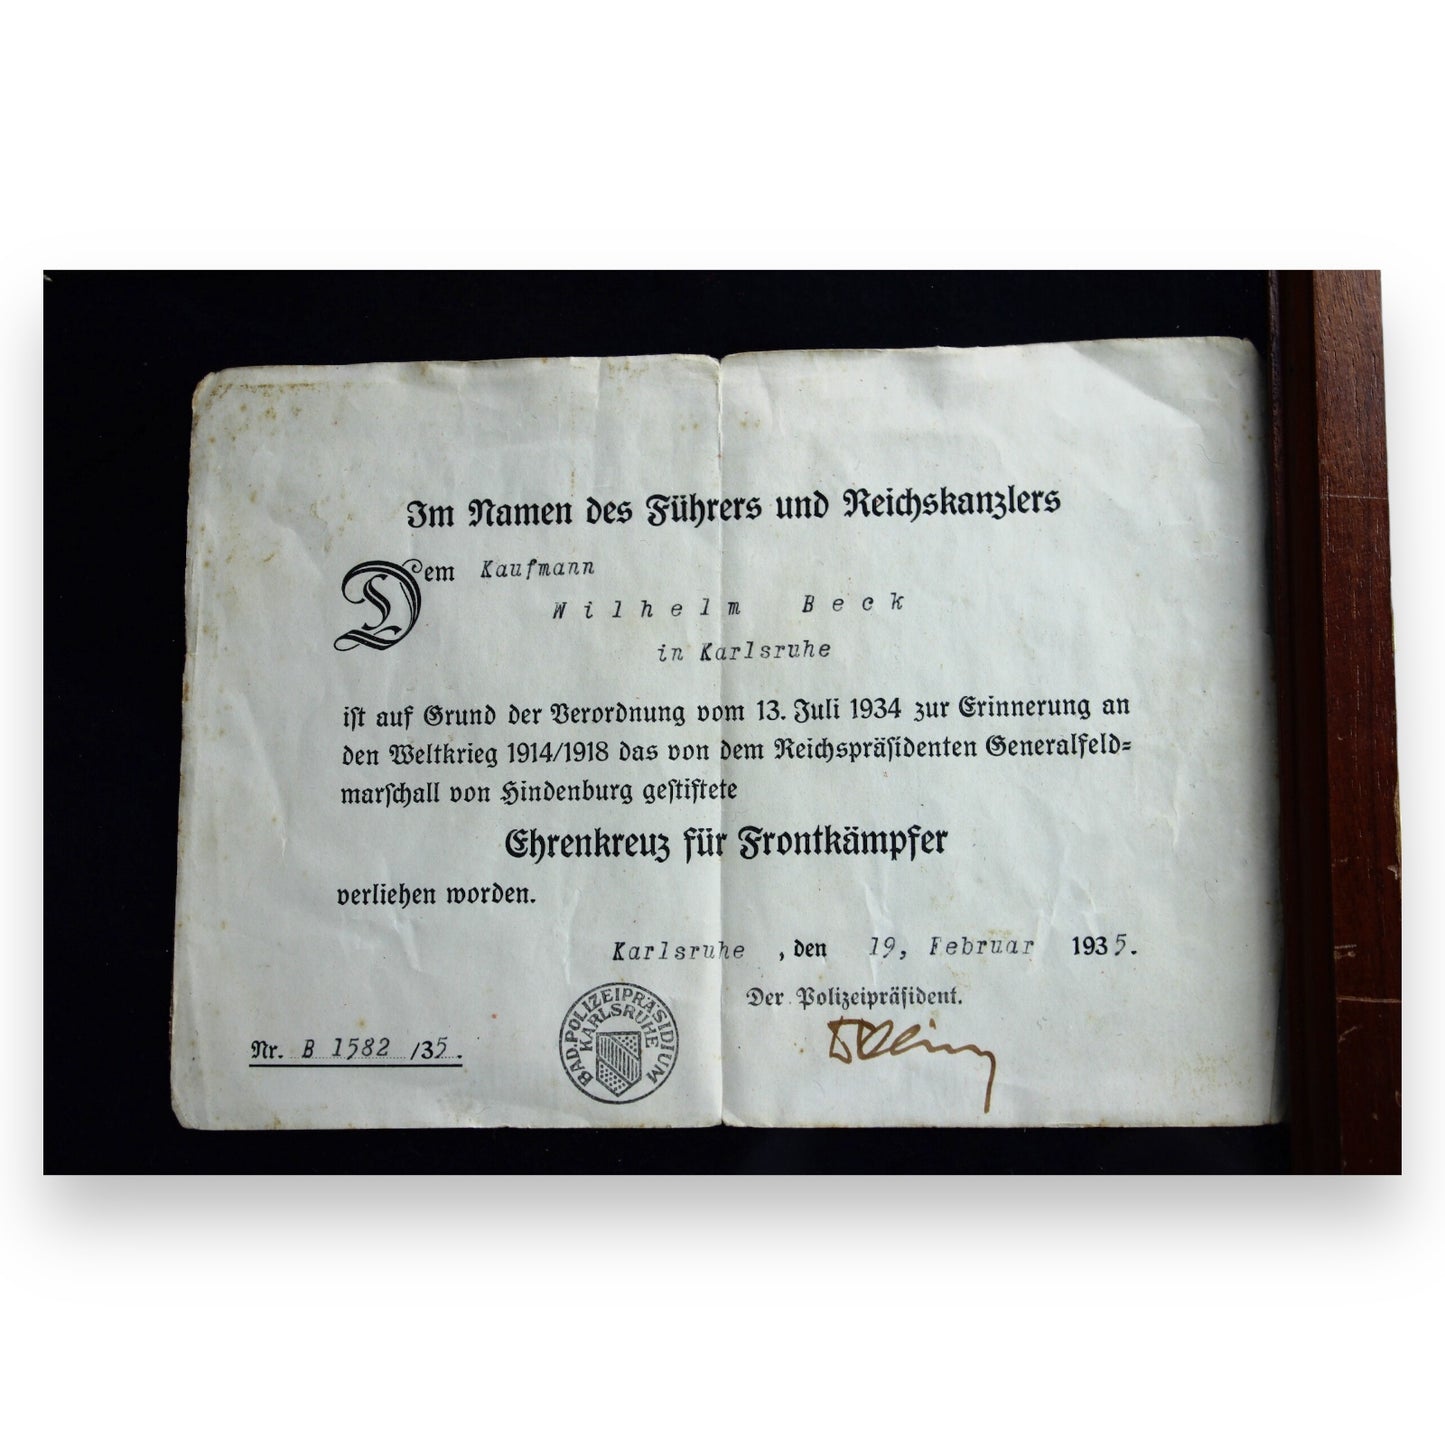 Im Namen des Führers und Reichskanzlers
Dem Kaufmann
Wilhelm Beck
in Karlsruhe
ist auf Grund der Verordnung vom 13. Juli 1934 zur Erinnerung an
den Weltkrieg 1914/1918 das von dem Reichspräsidenten Generalfeld=
marschall von Hindenburg gestiftete
Ehrenkreuz für Frontkämpfer
verliehen worden.
Karlsruhe , den 19, Februar 1935.
Der Polizeipräsident.
Nr. B 1582 /35.
BAD. POLIZEIPRÄSIDIUM
KARLSRUHE